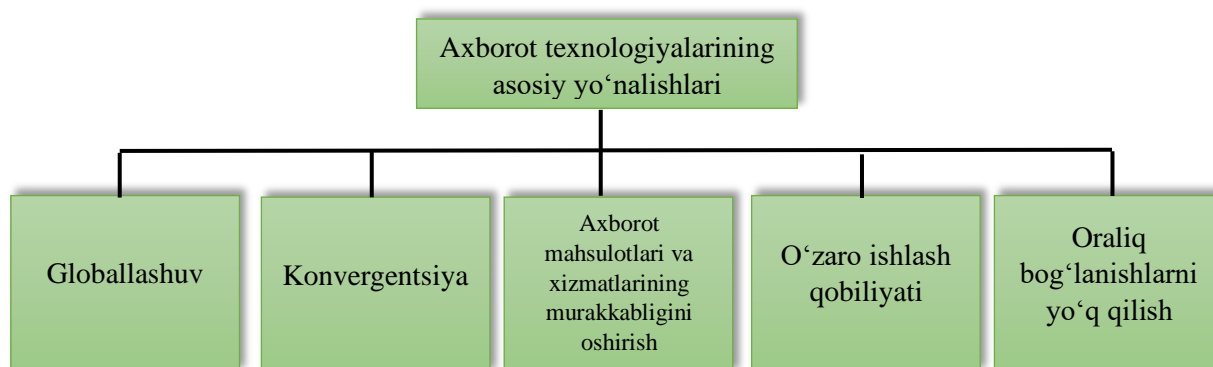 Axborot texnologiyalarining
asosiy yo‘nalishlari
Globallashuv
Konvergentsiya
Axborot
mahsulotlari va
xizmatlarining
murakkabligini
oshirish
O‘zaro ishlash
qobiliyati
Oraliq
bog‘lanishlarni
yo‘q qilish